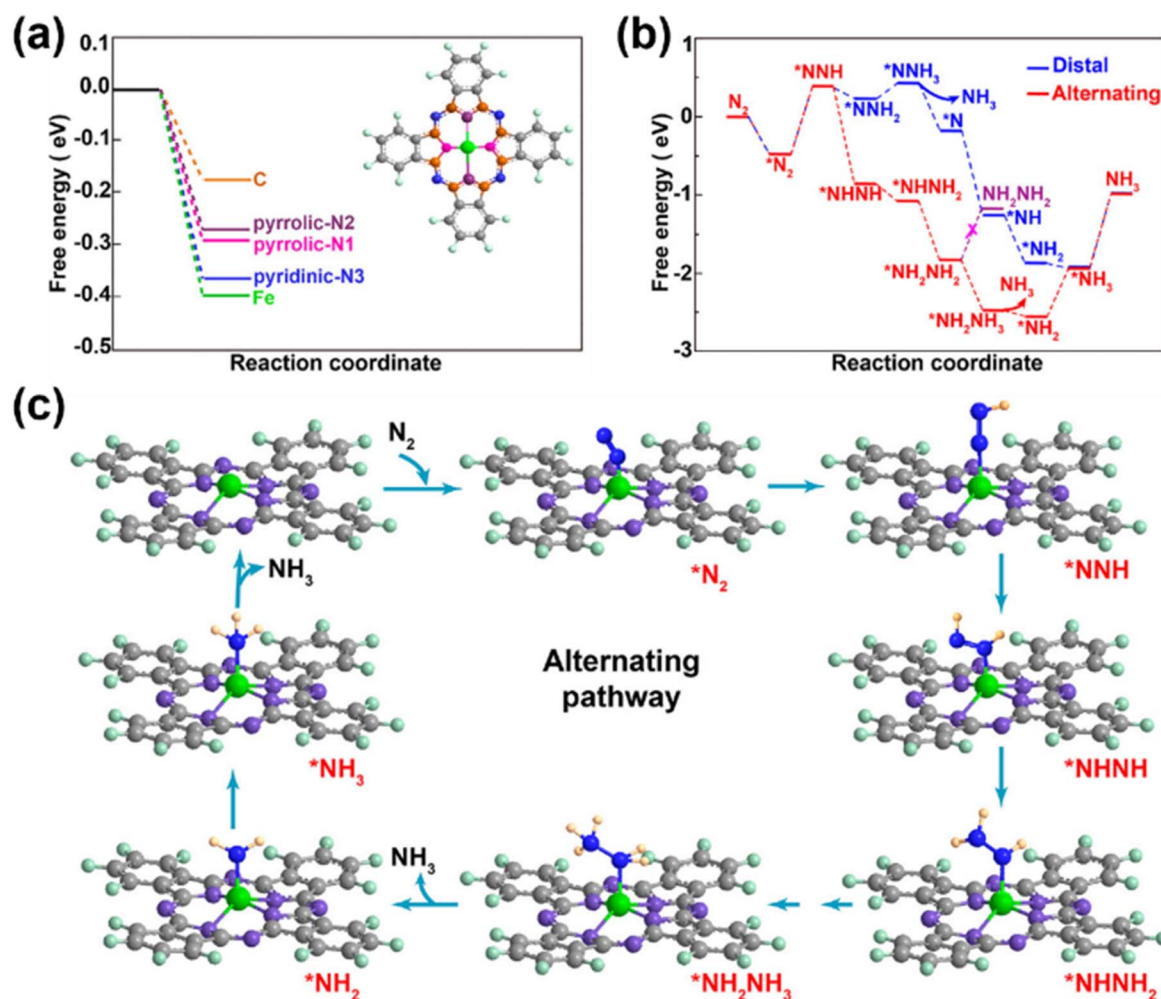 (a)
0.1
0.0
-0.1
-0.2
-0.3
-0.4
-0.5
Free energy ( eV)
C
pyrrolic-N2
pyrrolic-N1
pyridinic-N3
Fe
Reaction coordinate
(b)
1
0
-1
-2
-3
Free energy ( eV)
Distal
Alternating
N₂
*N₂
*NNH
*NNH₂
*NNH₃
NH₃
*N
*NHNH
*NHNH₂
*NH₂NH₂
NH₂NH₂
x
*NH
*NH₂
NH₃
*NH₂NH₃
*NH₂
*NH₃
NH₃
Reaction coordinate
(c)
N₂
*N₂
*NNH
NH₃
*NH₃
Alternating
pathway
*NHNH
NH₃
*NH₂
*NH₂NH₃
*NHNH₂